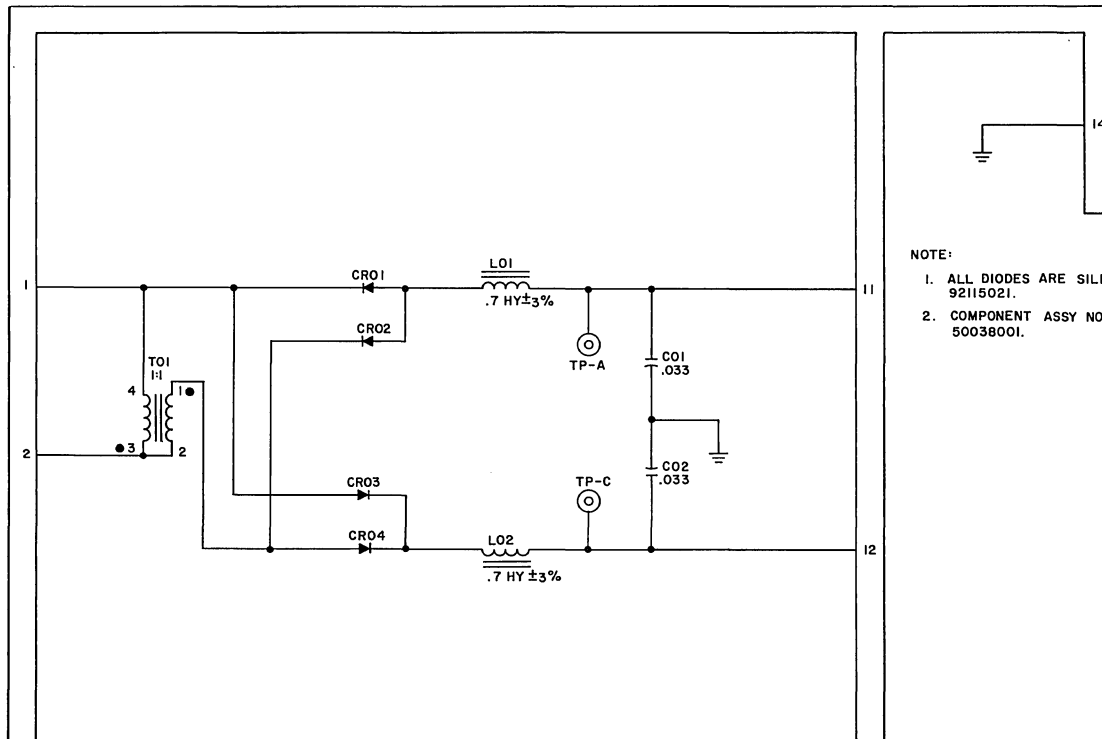 14
NOTE:
1. ALL DIODES ARE
92115021.
2. COMPONENT ASSY NO
50038001.
1
CR01
L01
.7 HY±3%
11
CR02
TP-A
C01
.033
T01
1:1
4
1
3
2
2
C02
.033
CR03
TP-C
CR04
L02
.7 HY±3%
12